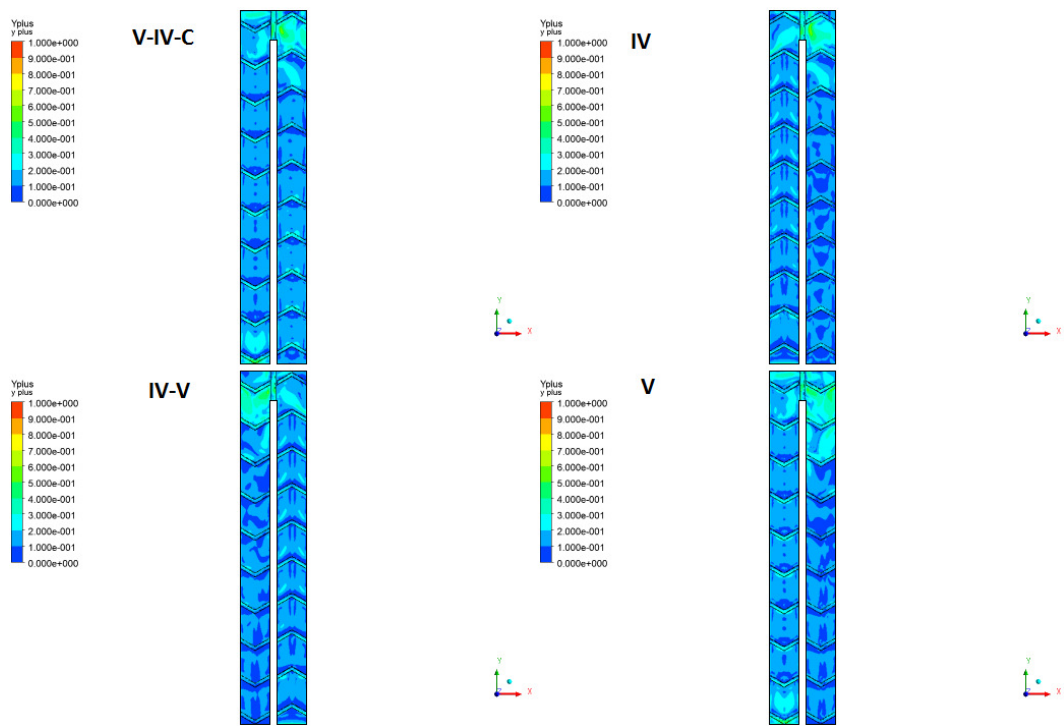 Yplus
y plus
1.000e+000
9.000e-001
8.000e-001
7.000e-001
6.000e-001
5.000e-001
4.000e-001
3.000e-001
2.000e-001
1.000e-001
0.000e+000
V-IV-C
Y
Z
X
Yplus
y plus
1.000e+000
9.000e-001
8.000e-001
7.000e-001
6.000e-001
5.000e-001
4.000e-001
3.000e-001
2.000e-001
1.000e-001
0.000e+000
IV
Y
Z
X
Yplus
y plus
1.000e+000
9.000e-001
8.000e-001
7.000e-001
6.000e-001
5.000e-001
4.000e-001
3.000e-001
2.000e-001
1.000e-001
0.000e+000
IV-V
Y
Z
X
Yplus
y plus
1.000e+000
9.000e-001
8.000e-001
7.000e-001
6.000e-001
5.000e-001
4.000e-001
3.000e-001
2.000e-001
1.000e-001
0.000e+000
V
Y
Z
X